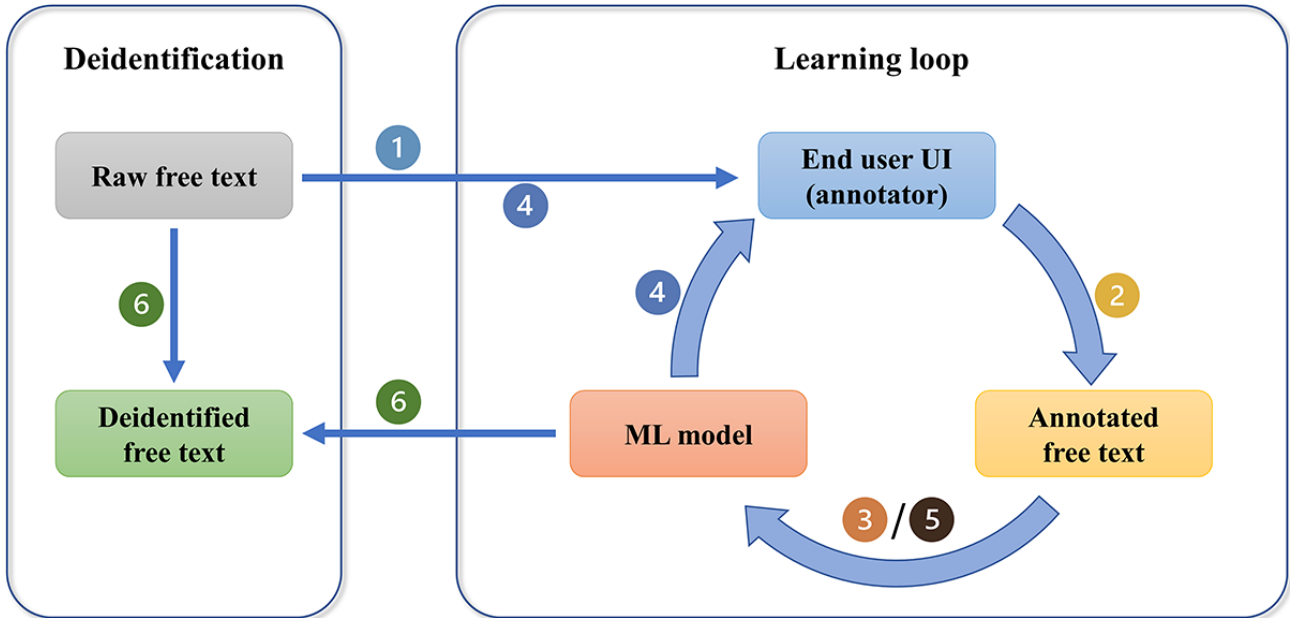 Deidentification
Learning loop
Raw free text
1
4
End user UI
(annotator)
6
4
2
Deidentified
free text
6
ML model
Annotated
free text
3 / 5